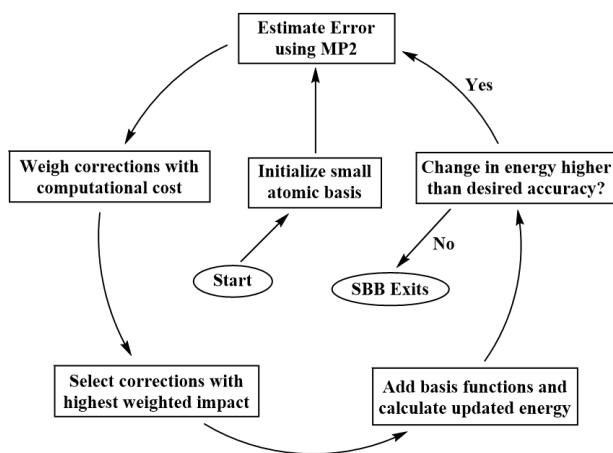 Estimate Error
using MP2
Yes
Weigh corrections with
computational cost
Initialize small
atomic basis
Change in energy higher
than desired accuracy?
No
Start
SBB Exits
Select corrections with
highest weighted impact
Add basis functions and
calculate updated energy